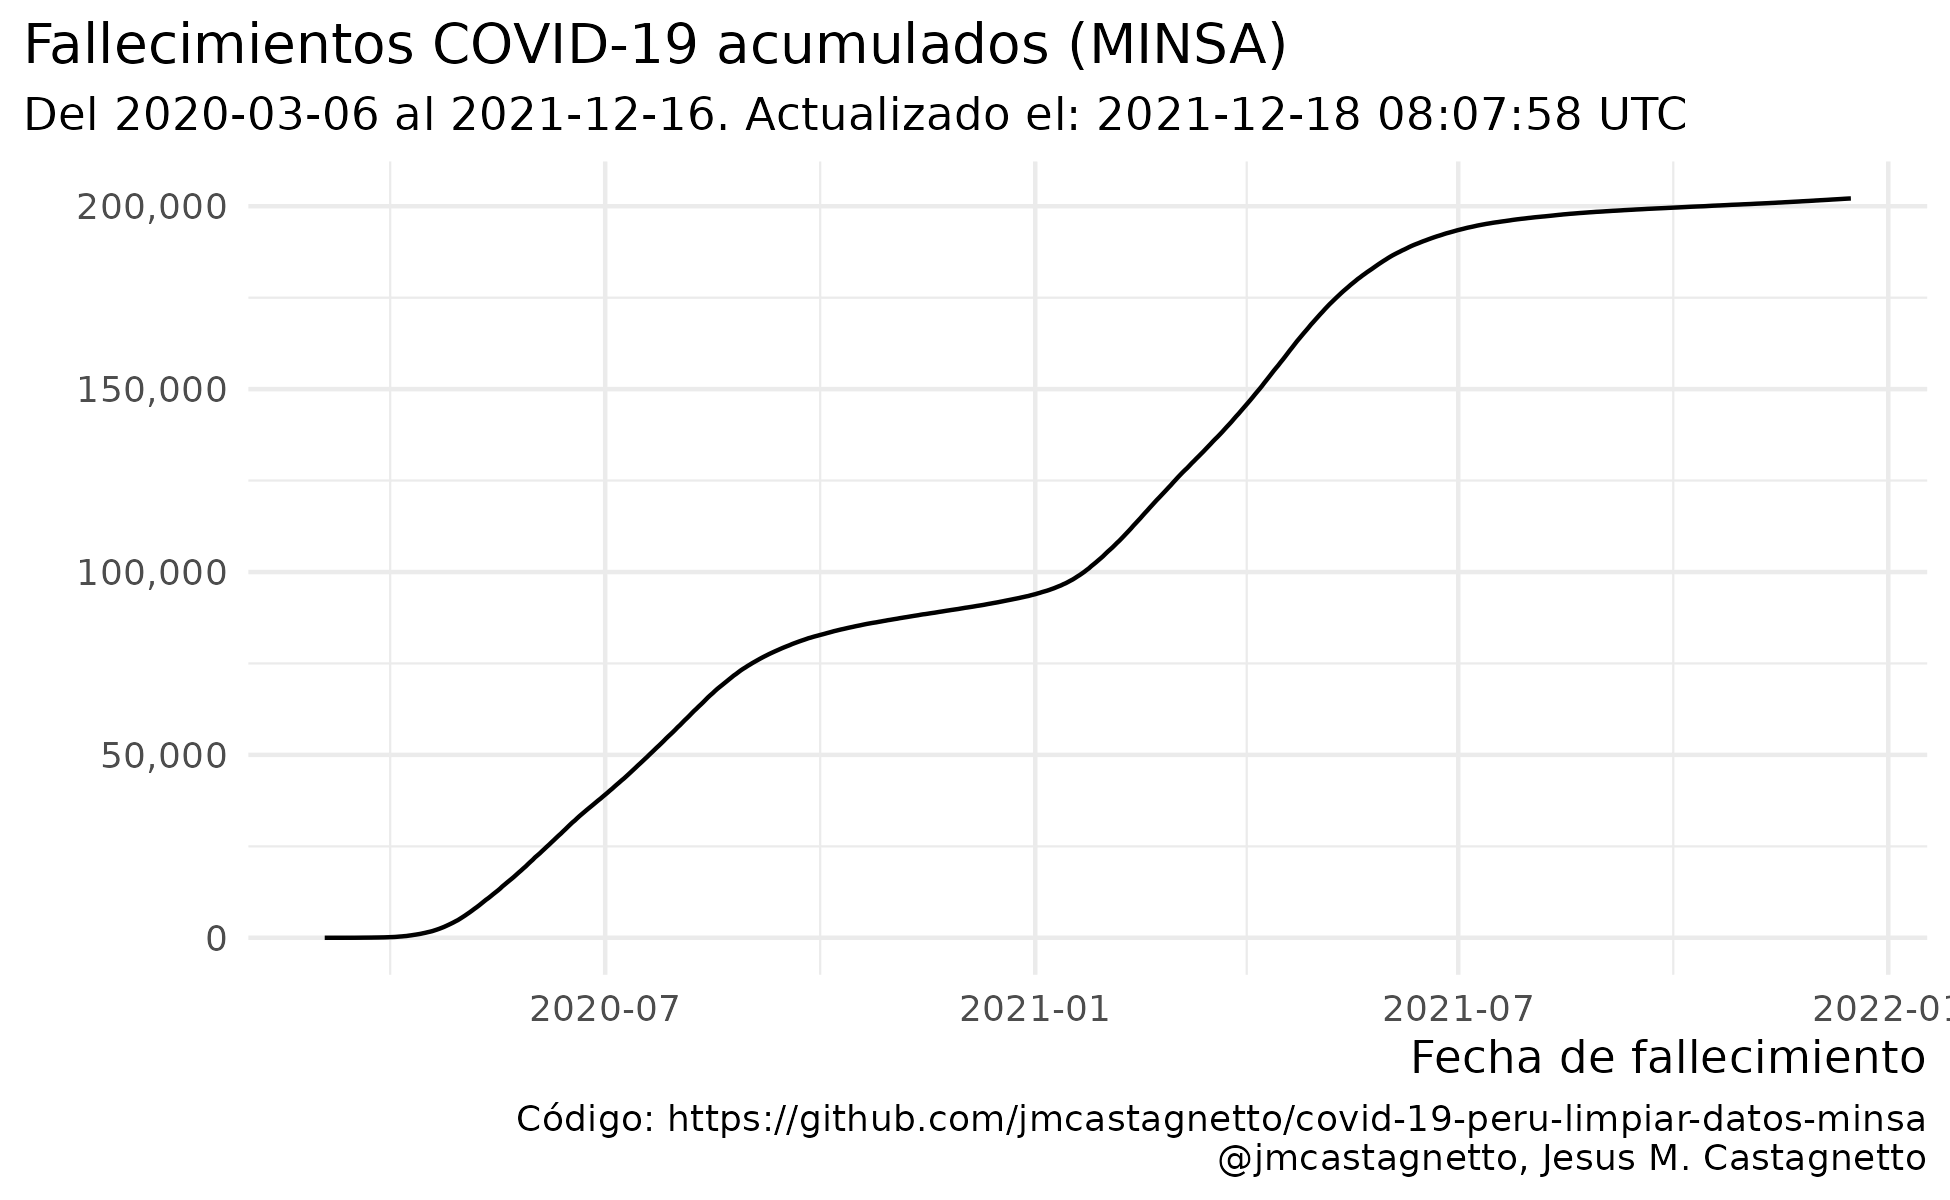 Fallecimientos COVID-19 acumulados (MINSA)
Del 2020-03-06 al 2021-12-16. Actualizado el: 2021-12-18 08:07:58 UTC
200,000
150,000
100,000
50,000
0
2020-07 2021-01 2021-07 2022-01
Fecha de fallecimiento
Código: https://github.com/jmcastagnetto/covid-19-peru-limpiar-datos-minsa
@jmcastagnetto, Jesus M. Castagnetto